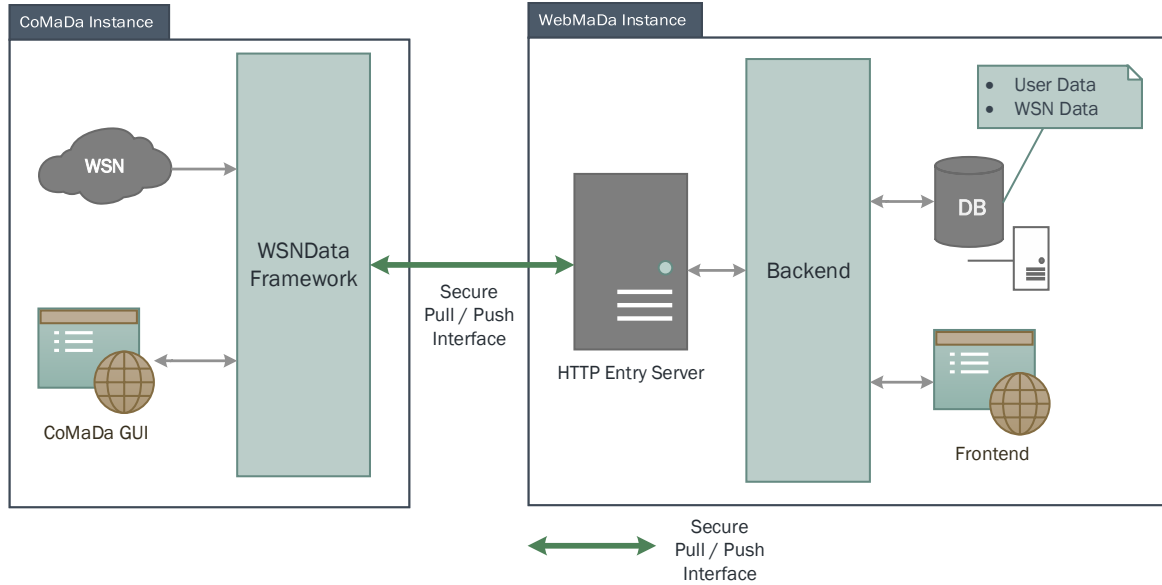 CoMaDa Instance
WebMaDa Instance
• User Data
• WSN Data
WSN
DB
WSNData
Framework
Backend
Secure
Pull / Push
Interface
HTTP Entry Server
CoMaDa GUI
Frontend
Secure
Pull / Push
Interface